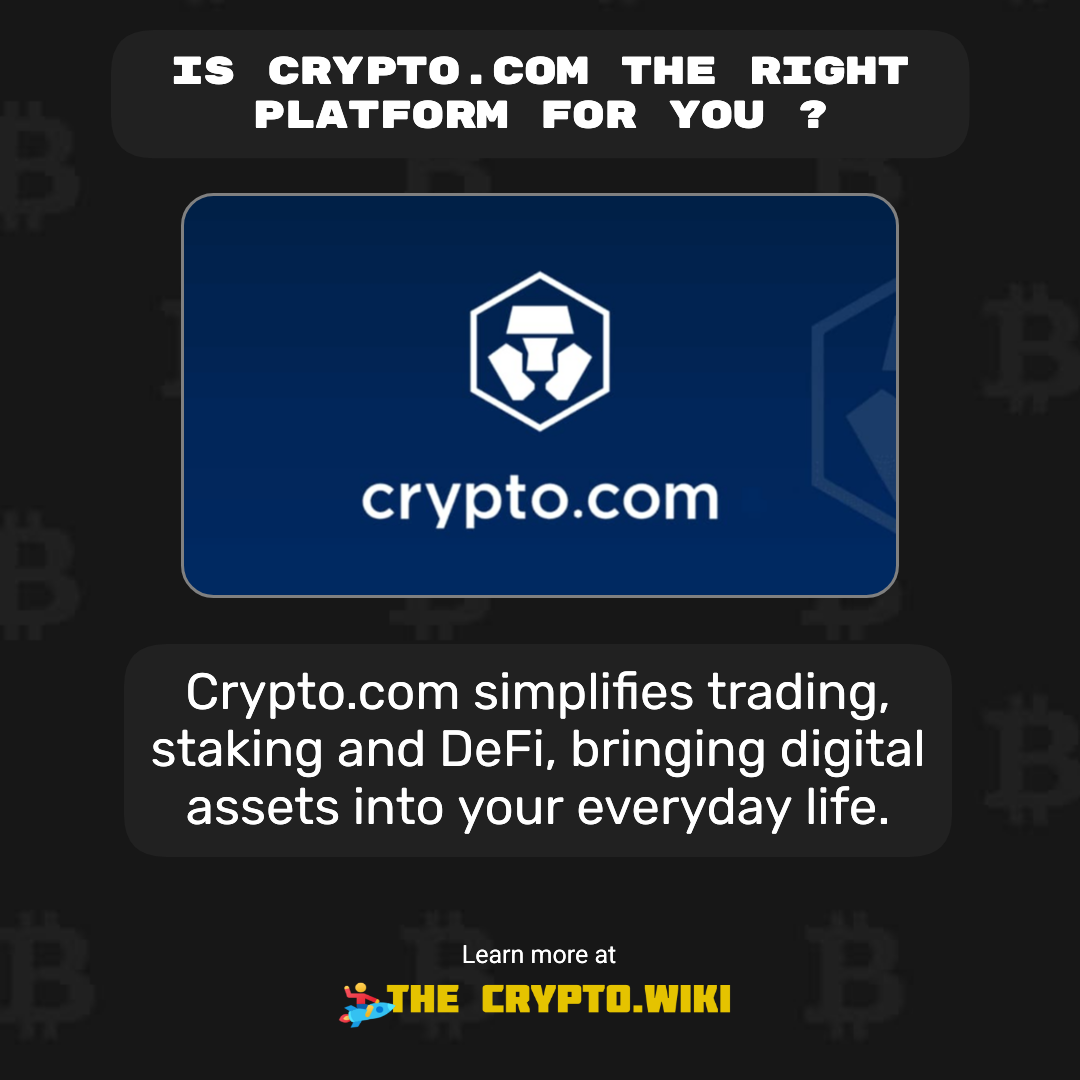 IS CRYPTO.COM THE RIGHT
PLATFORM FOR YOU ?
crypto.com
Crypto.com simplifies trading,
staking and DeFi, bringing digital
assets into your everyday life.
Learn more at
THE CRYPTO.WIKI